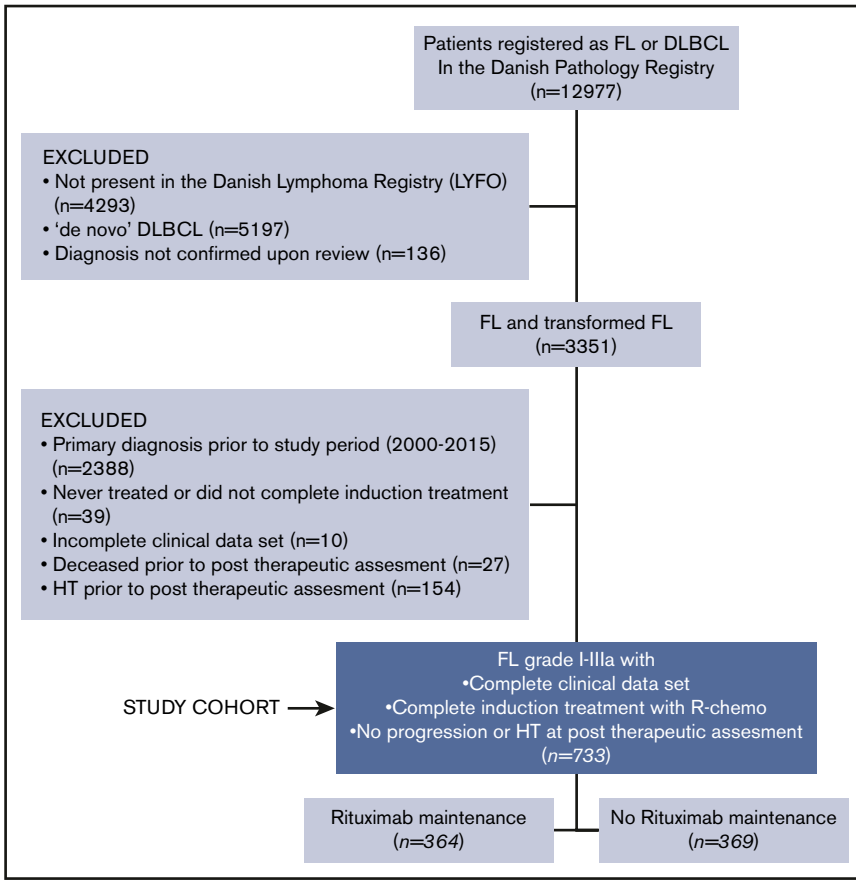 Patients registered as FL or DLBCL
In the Danish Pathology Registry
(n=12977)
EXCLUDED
• Not present in the Danish Lymphoma Registry (LYFO)
(n=4293)
• ‘de novo’ DLBCL (n=5197)
• Diagnosis not confirmed upon review (n=136)
FL and transformed FL
(n=3351)
EXCLUDED
• Primary diagnosis prior to study period (2000-2015)
(n=2388)
• Never treated or did not complete induction treatment
(n=39)
• Incomplete clinical data set (n=10)
• Deceased prior to post therapeutic assesment (n=27)
• HT prior to post therapeutic assesment (n=154)
STUDY COHORT
FL grade I-IIIa with
•Complete clinical data set
•Complete induction treatment with R-chemo
•No progression or HT at post therapeutic assesment
(n=733)
Rituximab maintenance
(n=364)
No Rituximab maintenance
(n=369)